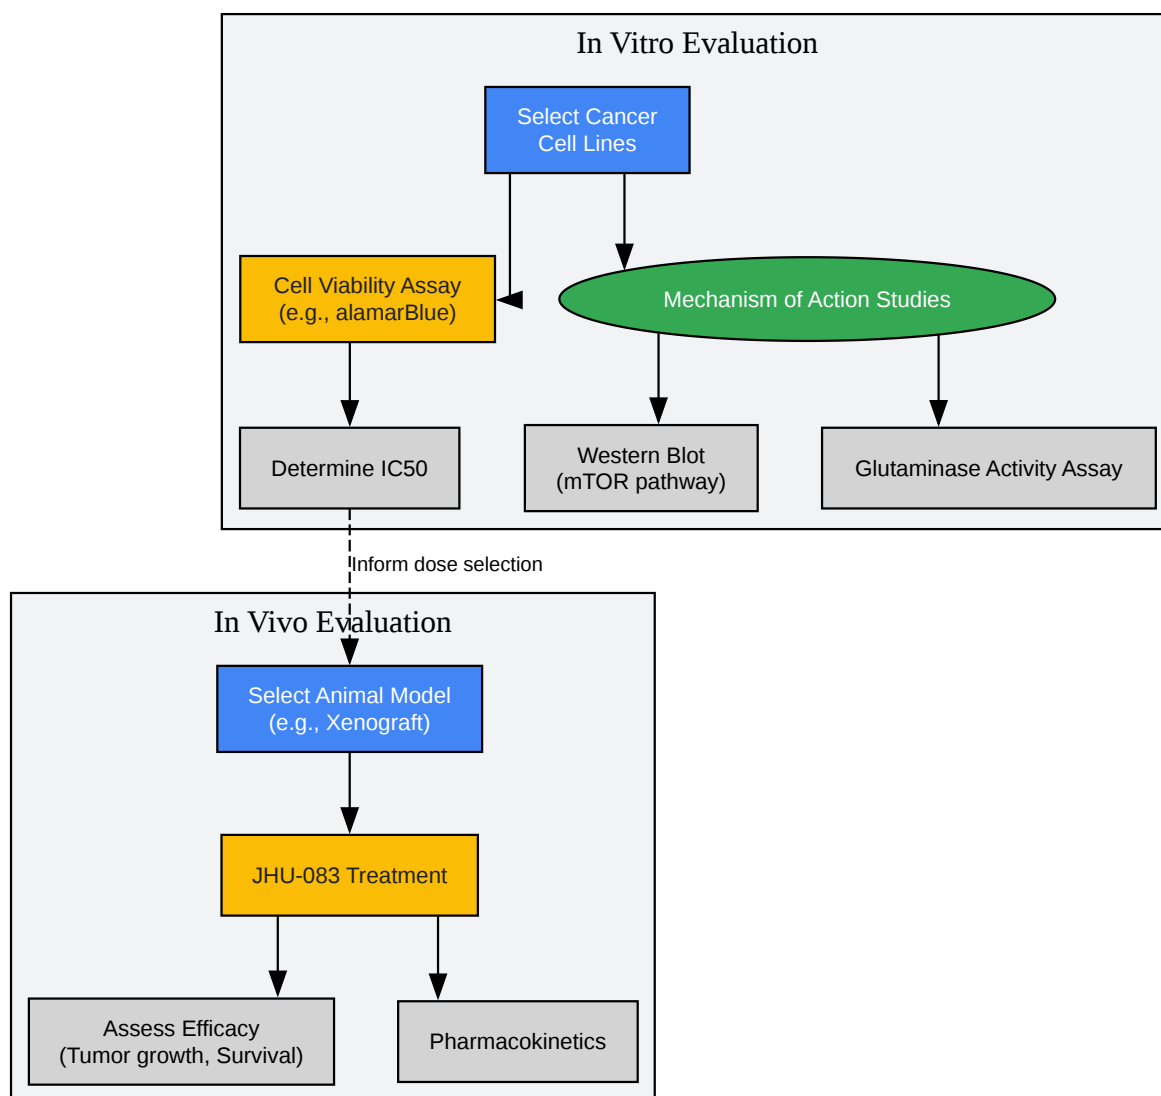 In Vitro Evaluation
Select Cancer
Cell Lines
Cell Viability Assay
(e.g., alamarBlue)
Mechanism of Action Studies
Determine IC50
Western Blot
(mTOR pathway)
Glutaminase Activity Assay
Inform dose selection
In Vivo Evaluation
Select Animal Model
(e.g., Xenograft)
JHU-083 Treatment
Assess Efficacy
(Tumor growth, Survival)
Pharmacokinetics